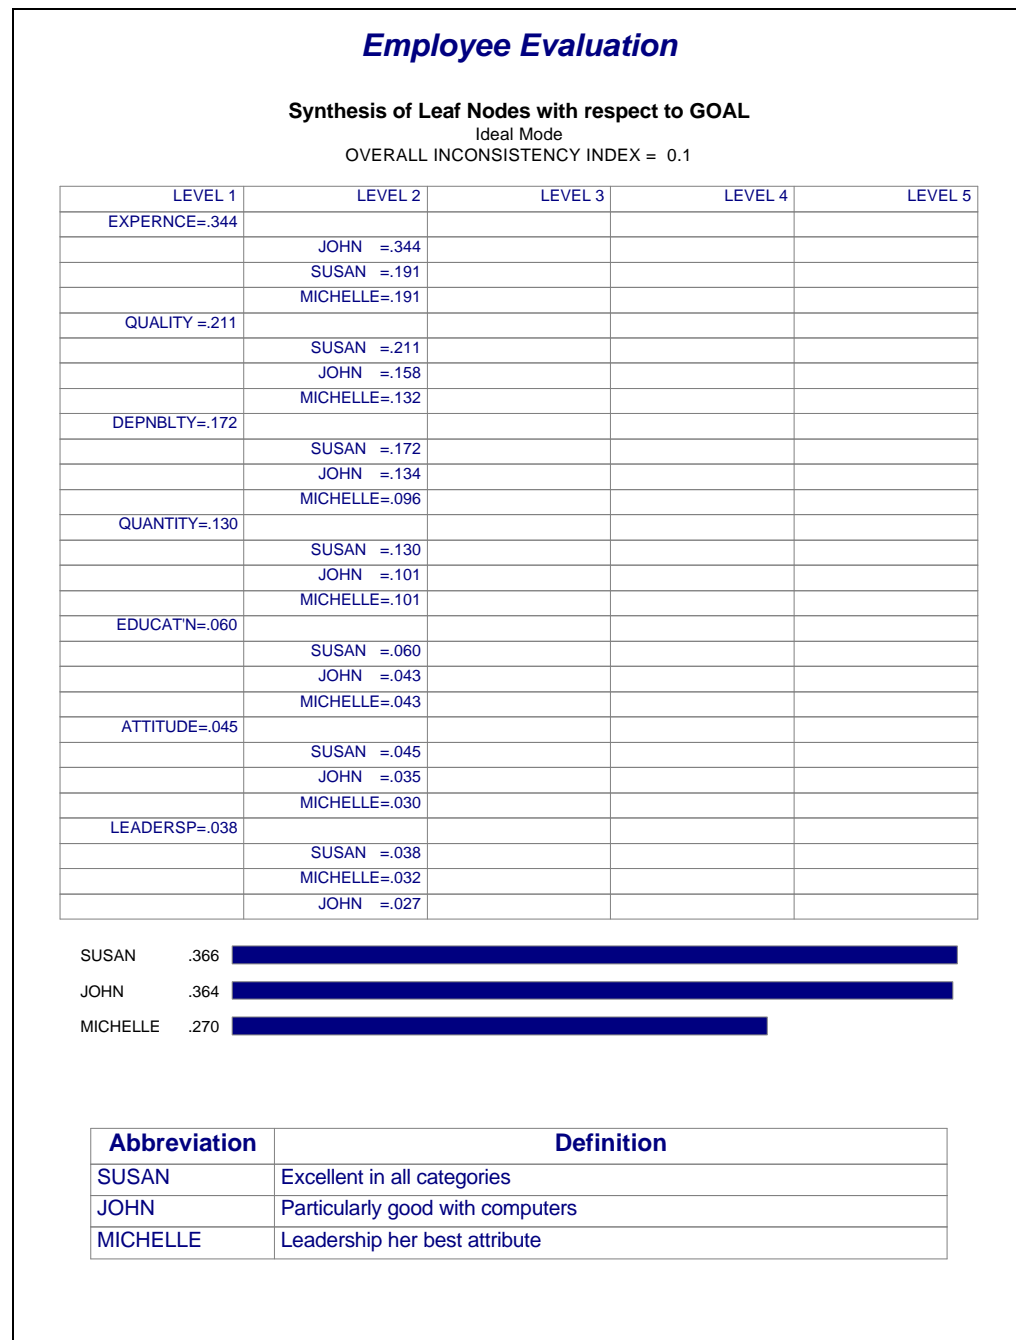 Employee Evaluation
Synthesis of Leaf Nodes with respect to GOAL
Ideal Mode
OVERALL INCONSISTENCY INDEX = 0.1
LEVEL 1 LEVEL 2 LEVEL 3 LEVEL 4 LEVEL 5
EXPERNCE=.344
JOHN =.344
SUSAN =.191
MICHELLE=.191
QUALITY =.211
SUSAN =.211
JOHN =.158
MICHELLE=.132
DEPNBLTY=.172
SUSAN =.172
JOHN =.134
MICHELLE=.096
QUANTITY=.130
SUSAN =.130
JOHN =.101
MICHELLE=.101
EDUCAT'N=.060
SUSAN =.060
JOHN =.043
MICHELLE=.043
ATTITUDE=.045
SUSAN =.045
JOHN =.035
MICHELLE=.030
LEADERSP=.038
SUSAN =.038
MICHELLE=.032
JOHN =.027
SUSAN .366
JOHN .364
MICHELLE .270
Abbreviation Definition
SUSAN Excellent in all categories
JOHN Particularly good with computers
MICHELLE Leadership her best attribute